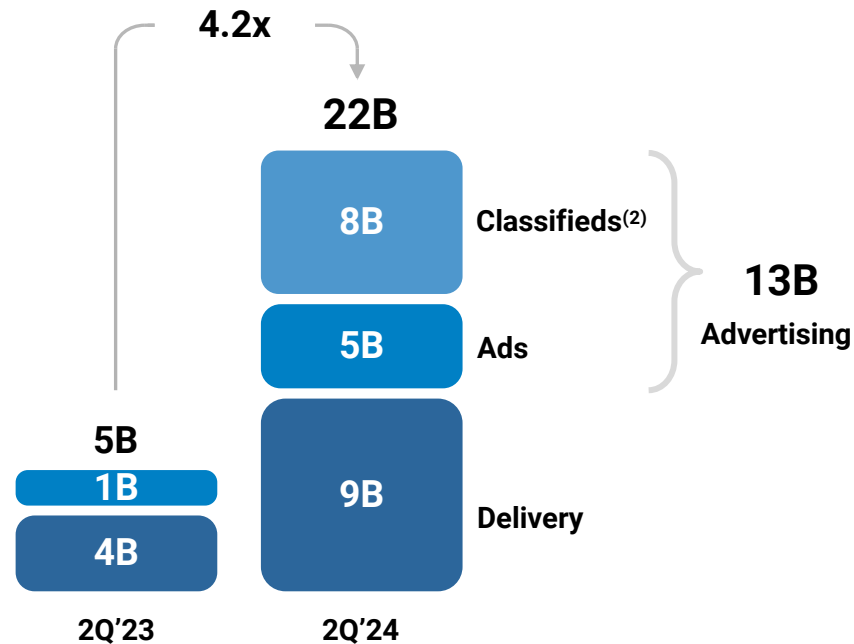 4.2x
22B
8B
Classifieds(2)
13B
Advertising
5B
Ads
5B
1B
9B
Delivery
4B
2Q’23
2Q’24